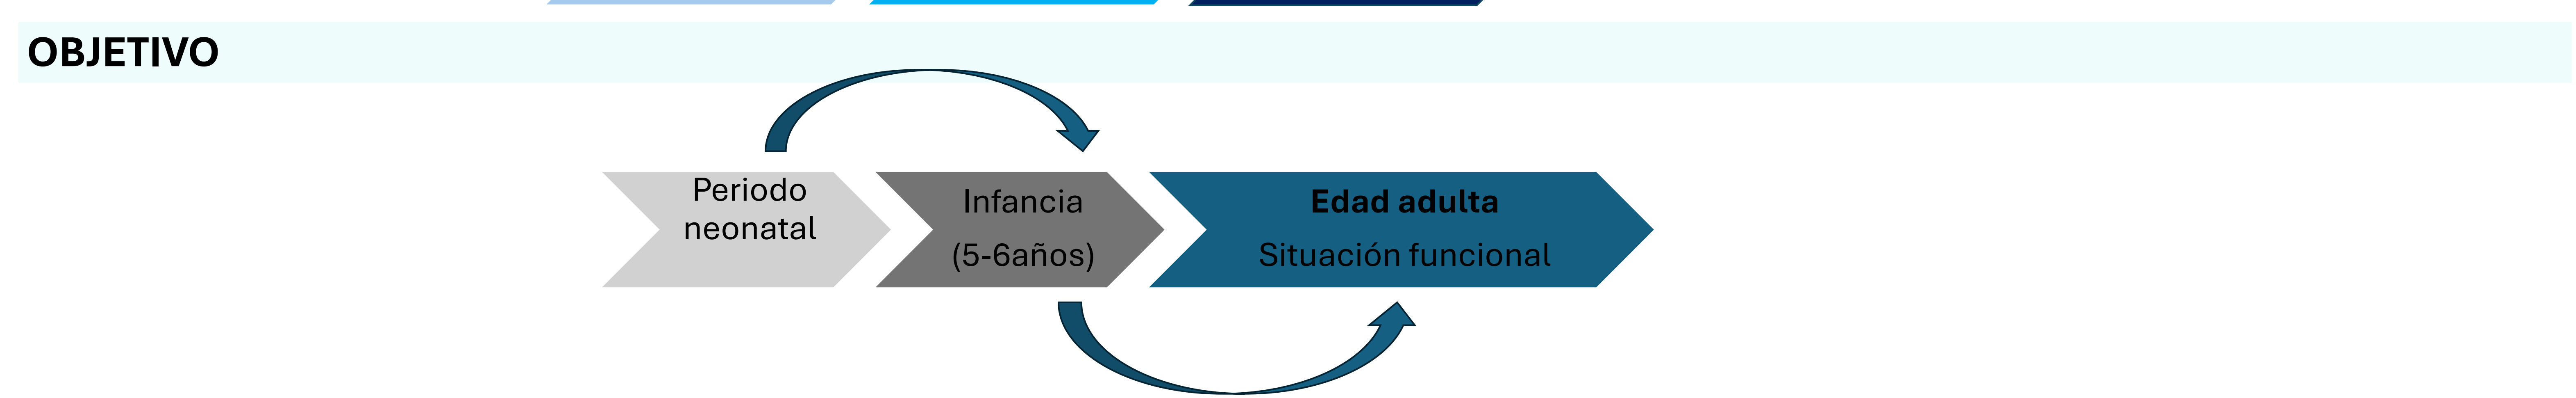 OBJETIVO
Periodo
neonatal
Infancia
(5-6años)
Edad adulta
Situación funcional